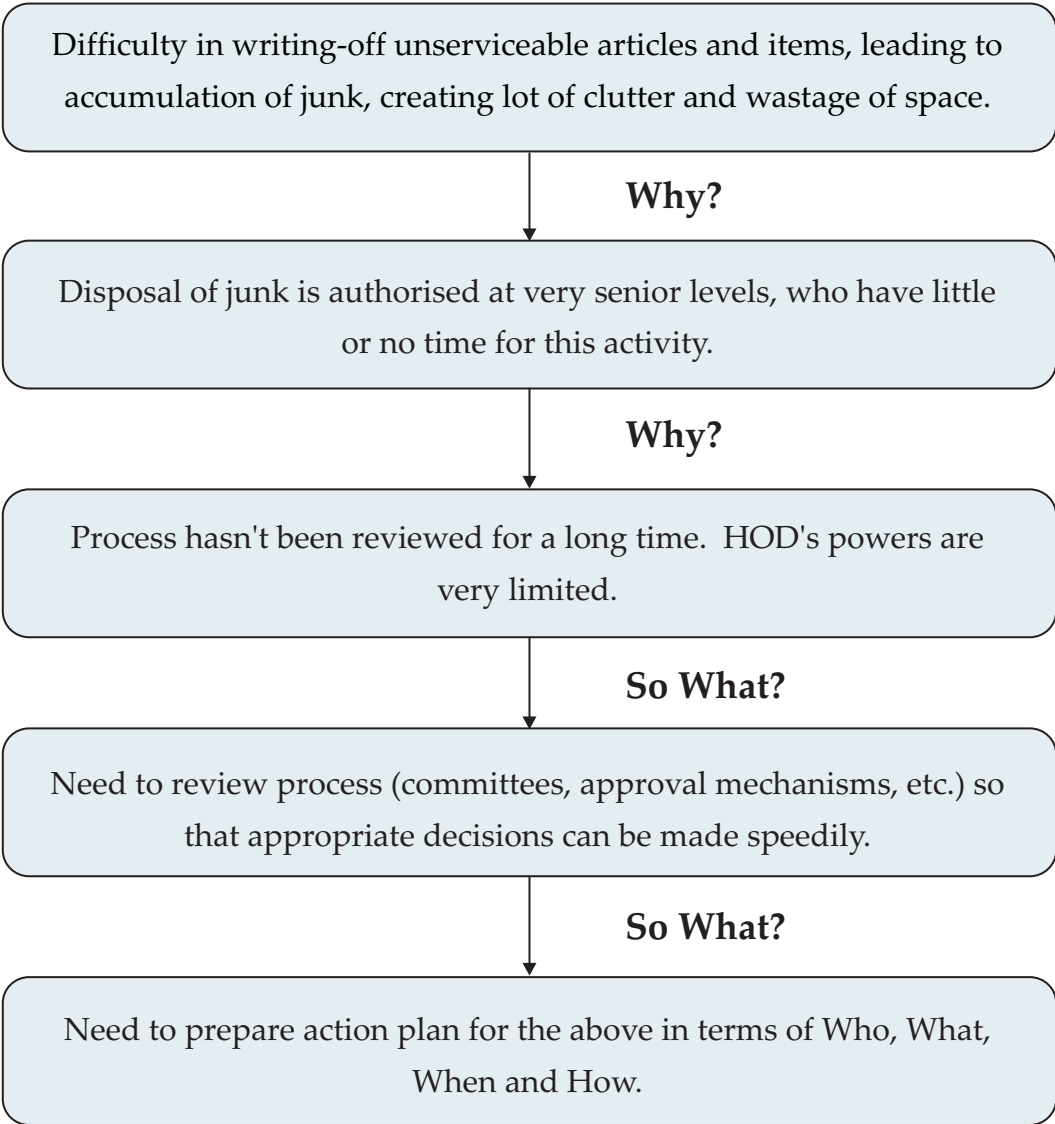 Difficulty in writing-off unserviceable articles and items, leading to
accumulation of junk, creating lot of clutter and wastage of space.
Why?
Disposal of junk is authorised at very senior levels, who have little
or no time for this activity.
Why?
Process hasn't been reviewed for a long time.  HOD's powers are
very limited.
So What?
Need to review process (committees, approval mechanisms, etc.) so
that appropriate decisions can be made speedily.
So What?
Need to prepare action plan for the above in terms of Who, What,
When and How.